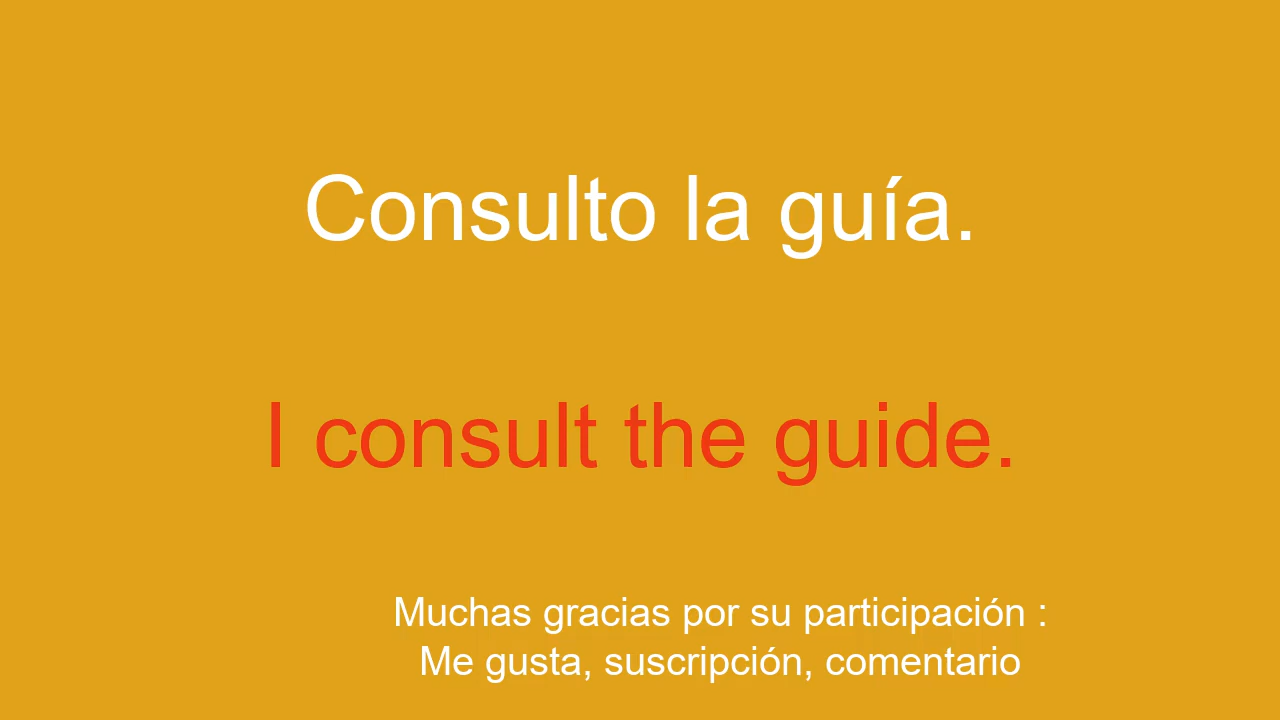 Consulto la guía.
I consult the guide.
Muchas gracias por su participación :
Me gusta, suscripción, comentario